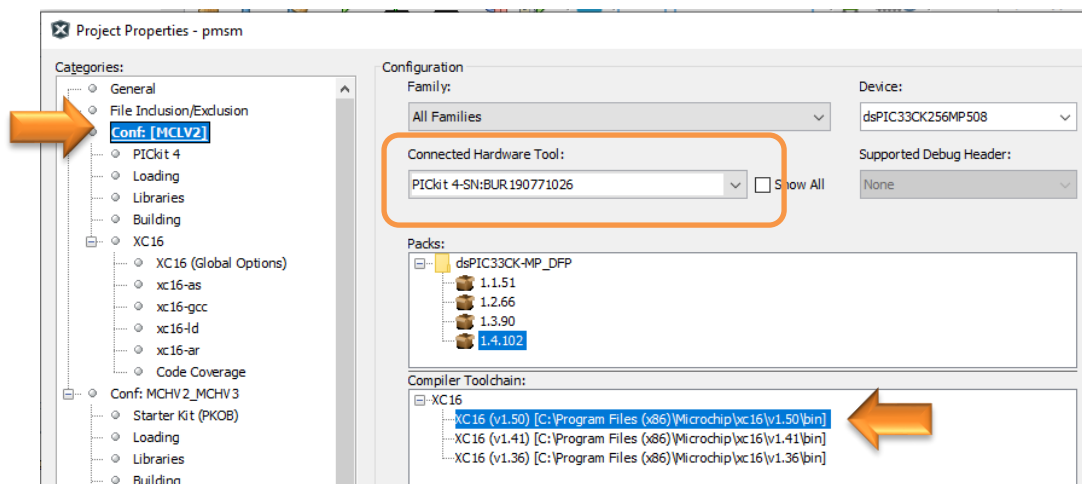 Project Properties - pmsm
Categories:
General
File Inclusion/Exclusion
Conf: [MCLV2]
PICkit 4
Loading
Libraries
Building
XC16
XC16 (Global Options)
xc16-as
xc16-gcc
xc16-ld
xc16-ar
Code Coverage
Conf: MCHV2_MCHV3
Starter Kit (PKOB)
Loading
Libraries
Building
Configuration
Family:
All Families
Device:
dsPIC33CK256MP508
Connected Hardware Tool:
PICkit 4-SN:BUR190771026
Show All
Supported Debug Header:
None
Packs:
dsPIC33CK-MP_DFP
1.1.51
1.2.66
1.3.90
1.4.102
Compiler Toolchain:
XC16
XC16 (v1.50) [C:\Program Files (x86)\Microchip\xc16\v1.50\bin]
XC16 (v1.41) [C:\Program Files (x86)\Microchip\xc16\v1.41\bin]
XC16 (v1.36) [C:\Program Files (x86)\Microchip\xc16\v1.36\bin]